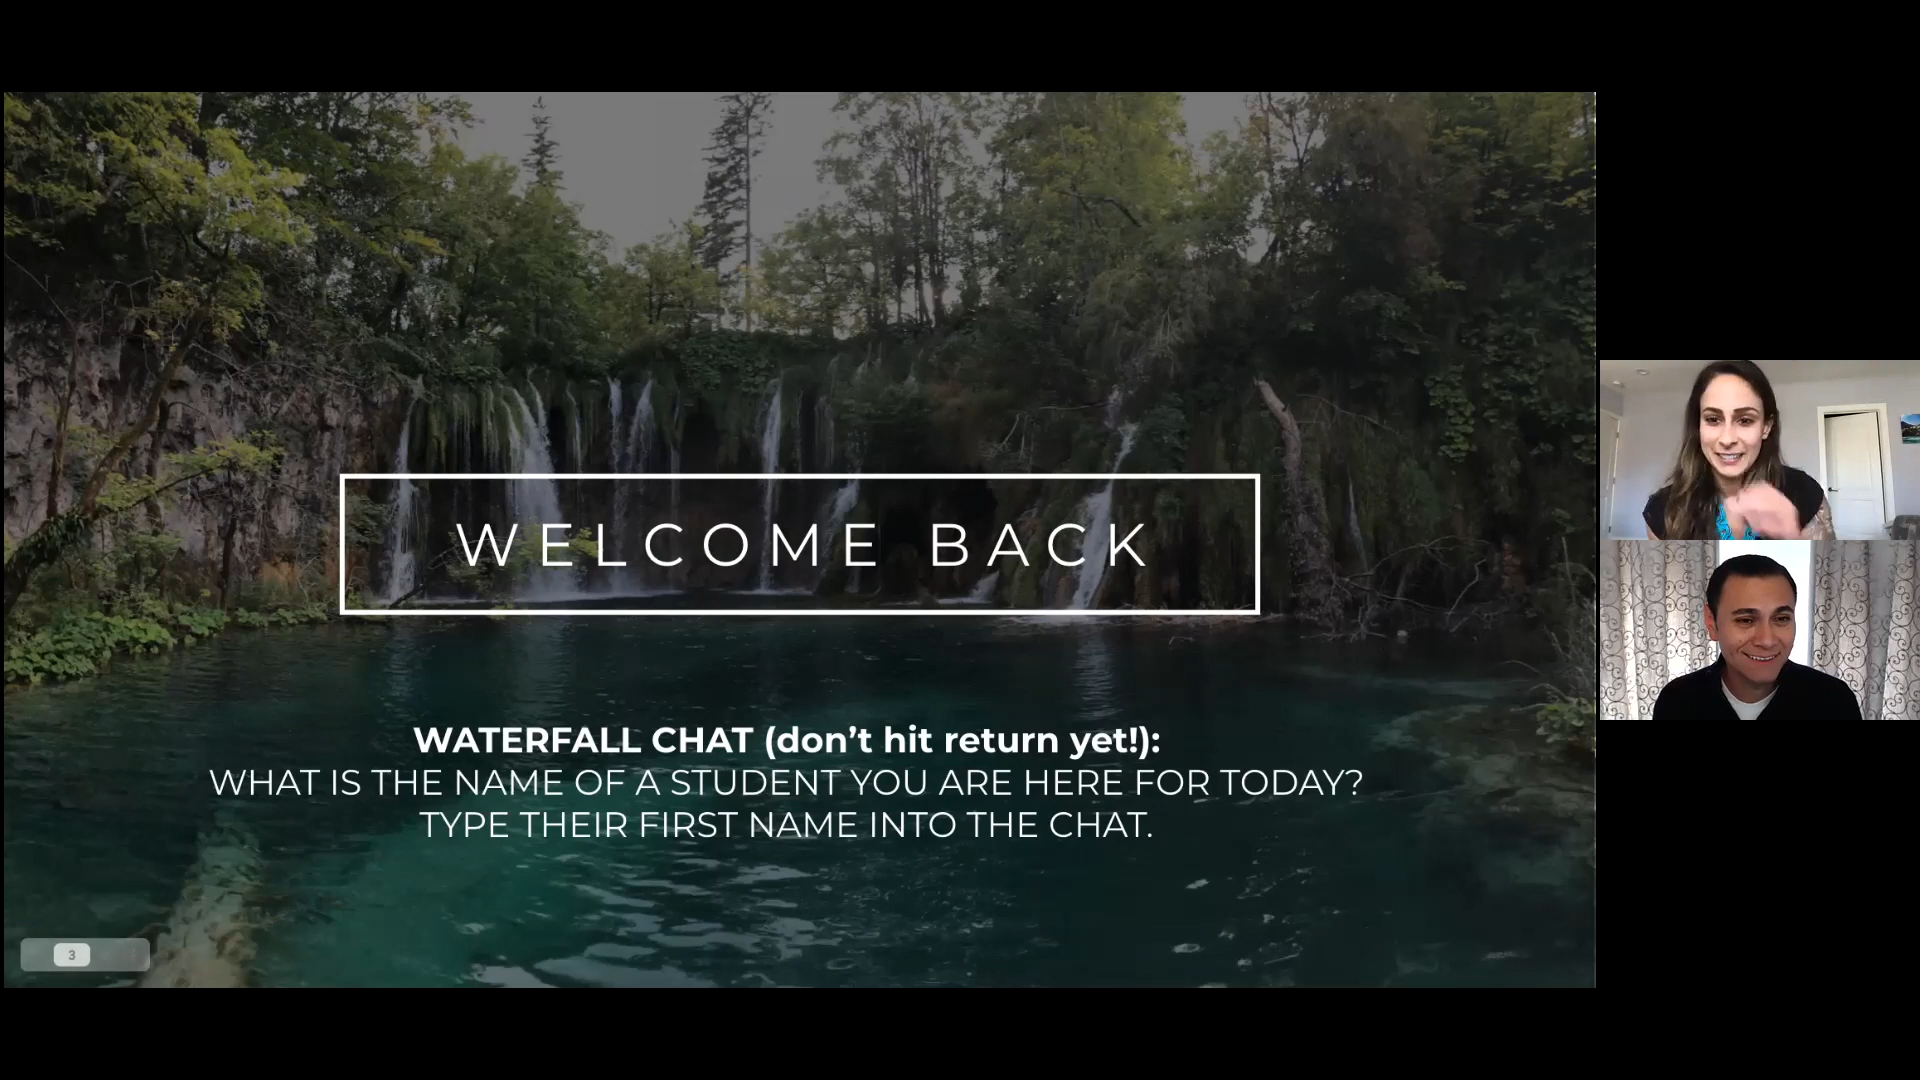 WELCOME BACK
WATERFALL CHAT (don’t hit return yet!):
WHAT IS THE NAME OF A STUDENT YOU ARE HERE FOR TODAY?
TYPE THEIR FIRST NAME INTO THE CHAT.
3